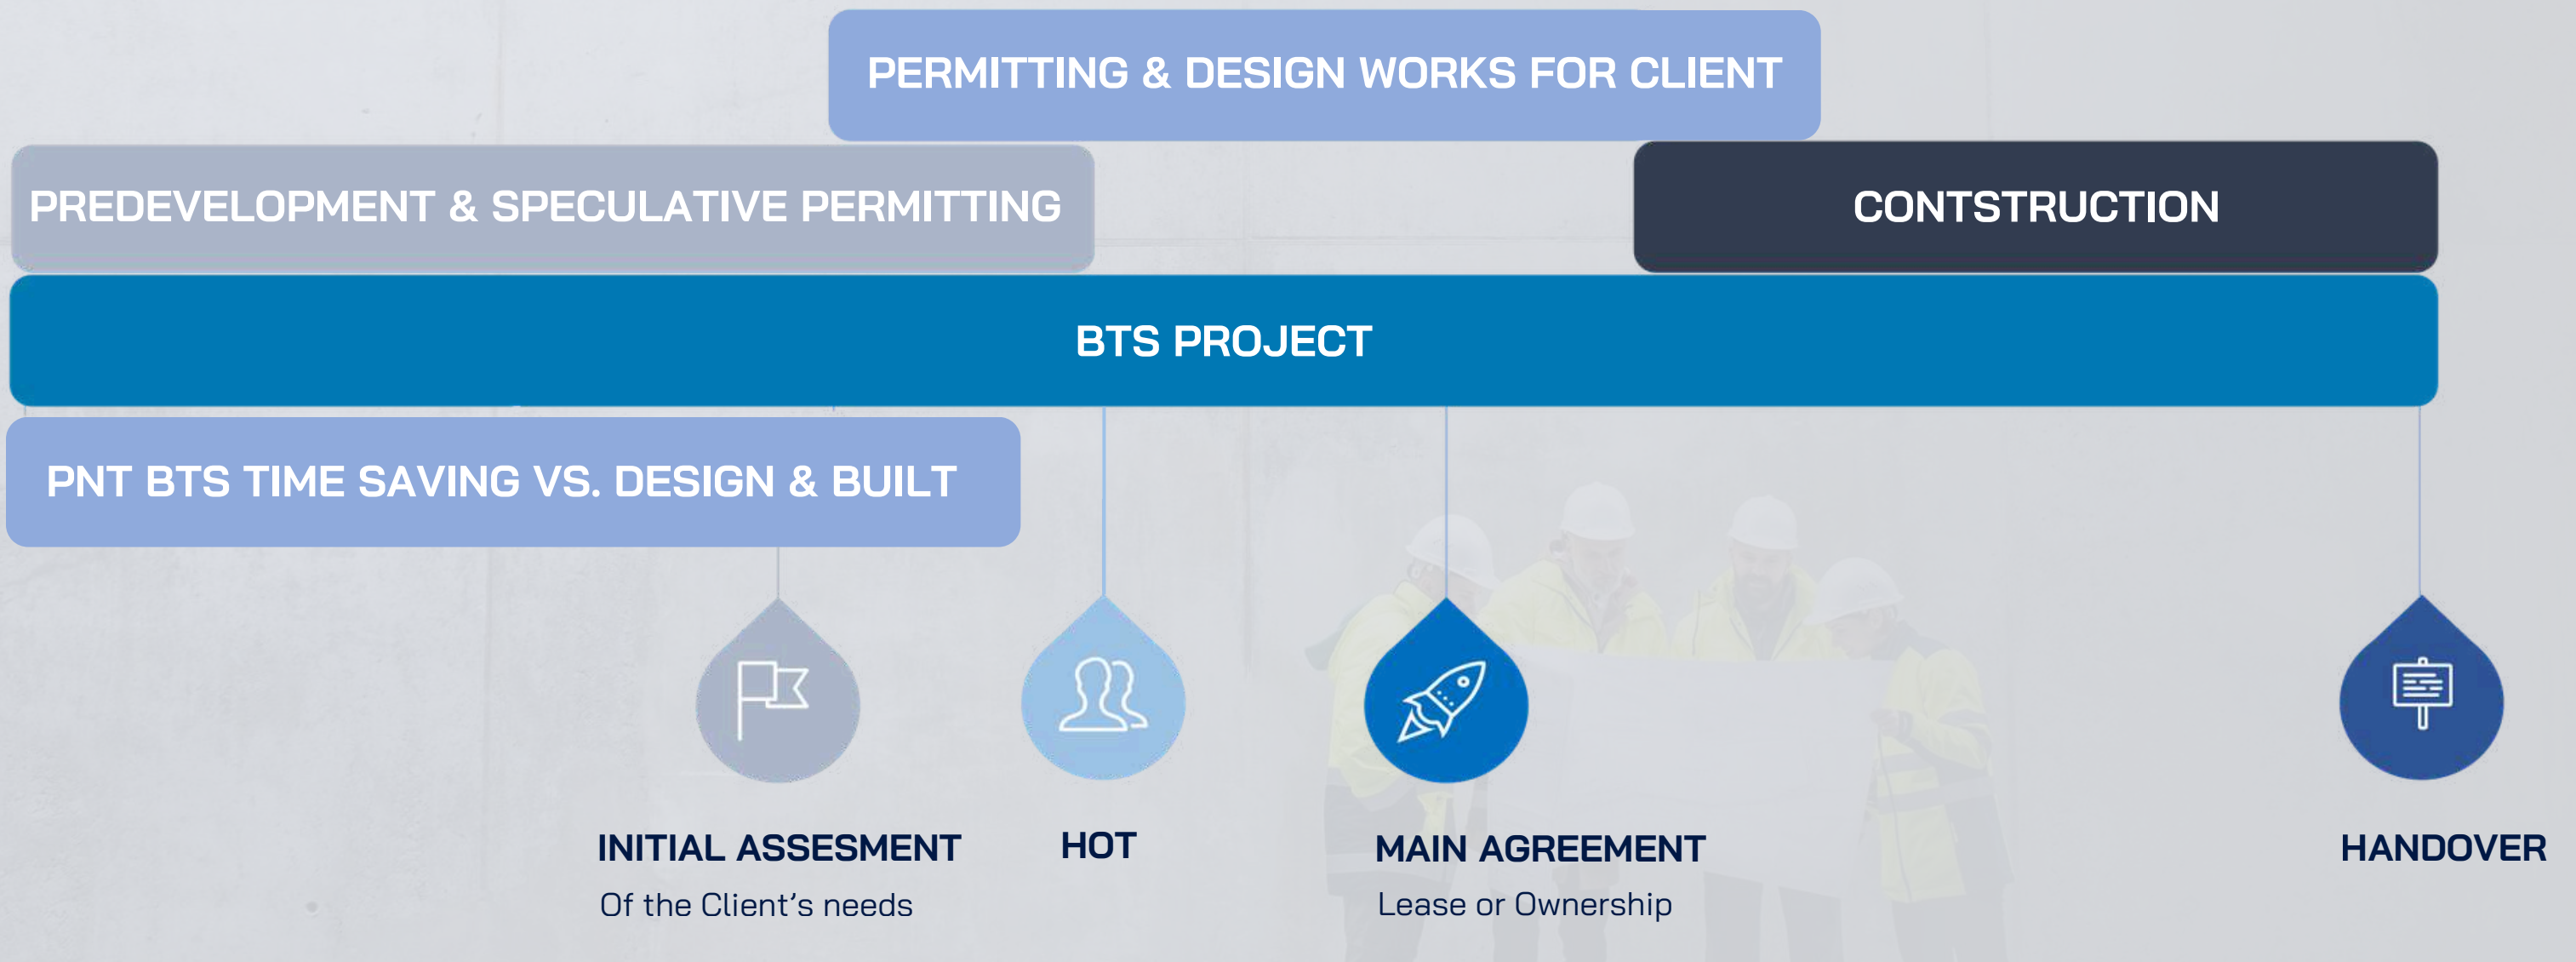 PERMITTING & DESIGN WORKS FOR CLIENT
PREDEVELOPMENT & SPECULATIVE PERMITTING
CONTSTRUCTION
BTS PROJECT
PNT BTS TIME SAVING VS. DESIGN & BUILT
INITIAL ASSESMENT
Of the Client's needs
HOT
MAIN AGREEMENT
Lease or Ownership
HANDOVER